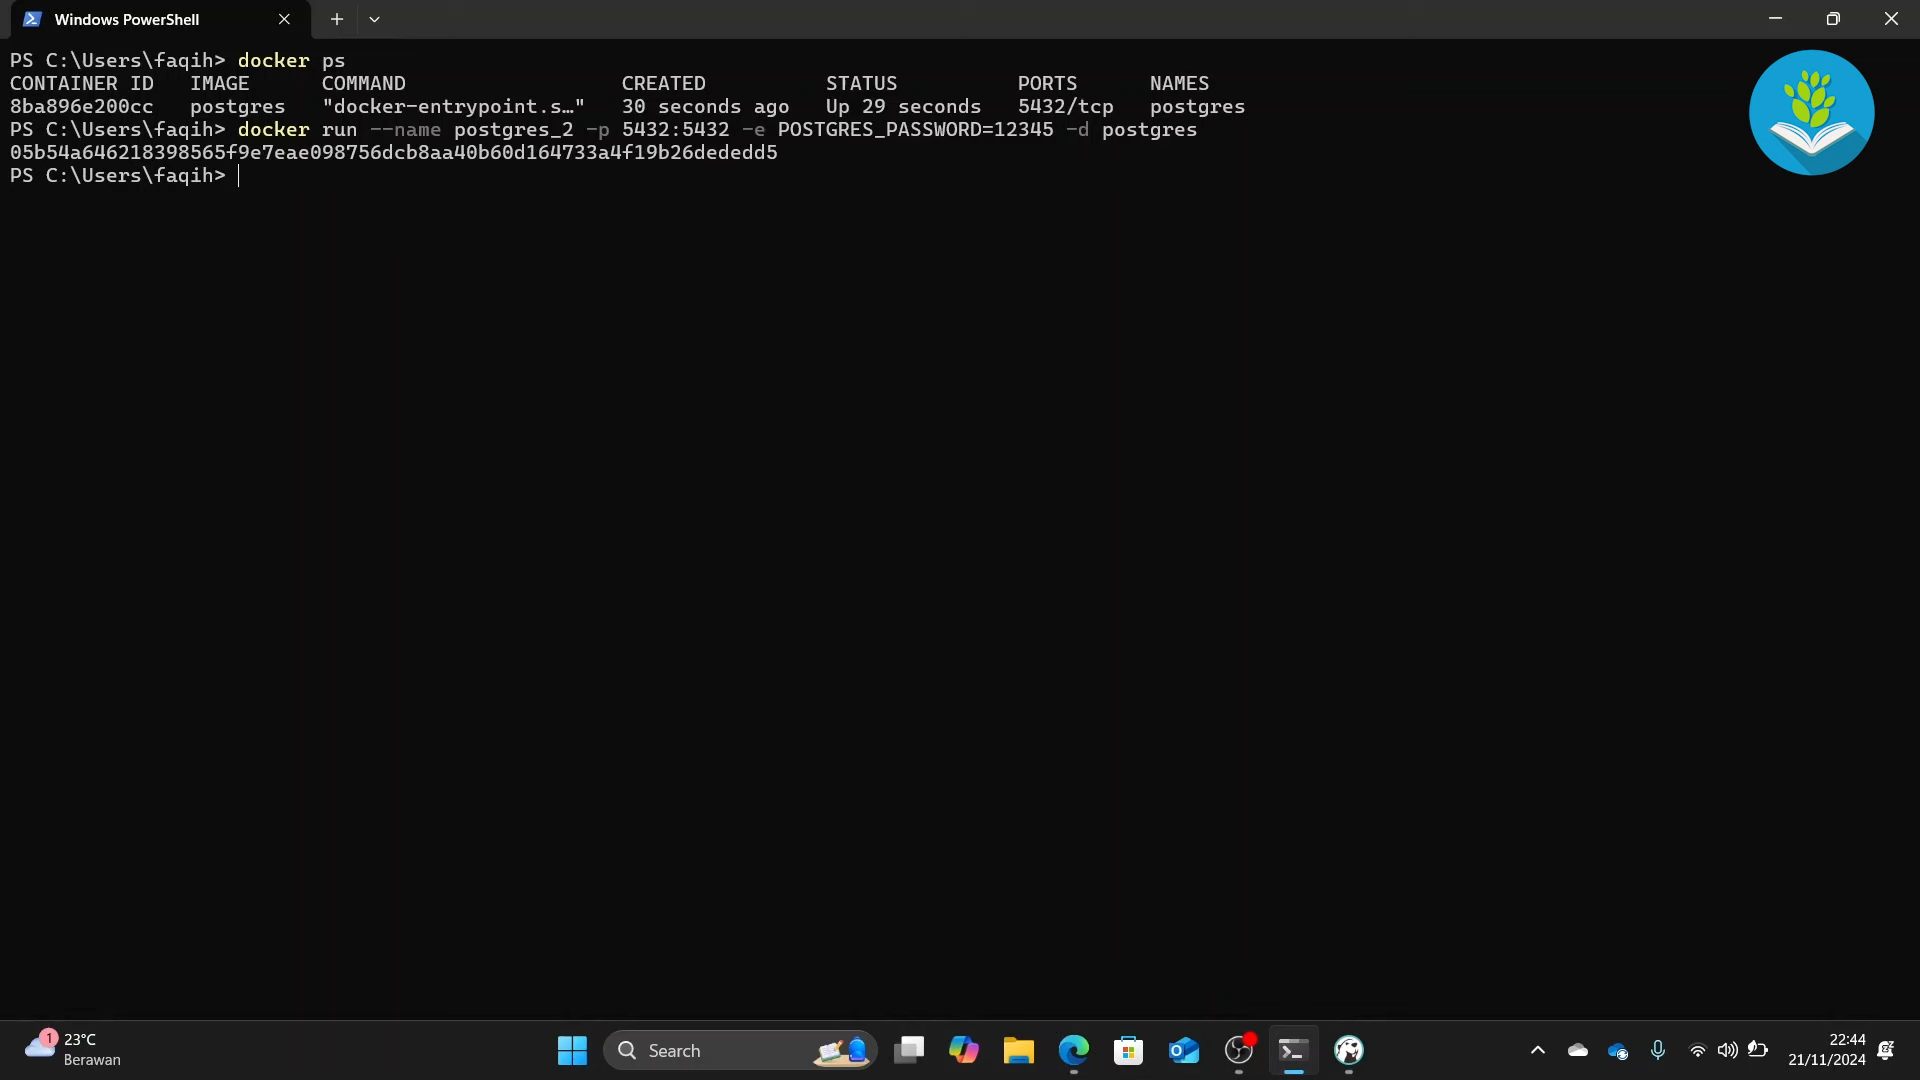 Windows PowerShell
PS C:\Users\faqih> docker ps
CONTAINER ID   IMAGE      COMMAND                  CREATED          STATUS          PORTS      NAMES
8ba896e200cc   postgres   "docker-entrypoint.s…"   30 seconds ago   Up 29 seconds   5432/tcp   postgres
PS C:\Users\faqih> docker run --name postgres_2 -p 5432:5432 -e POSTGRES_PASSWORD=12345 -d postgres
05b54a646218398565f9e7eae098756dcb8aa40b60d164733a4f19b26dededd5
PS C:\Users\faqih>
1
23°C
Berawan
Search
22:44
21/11/2024